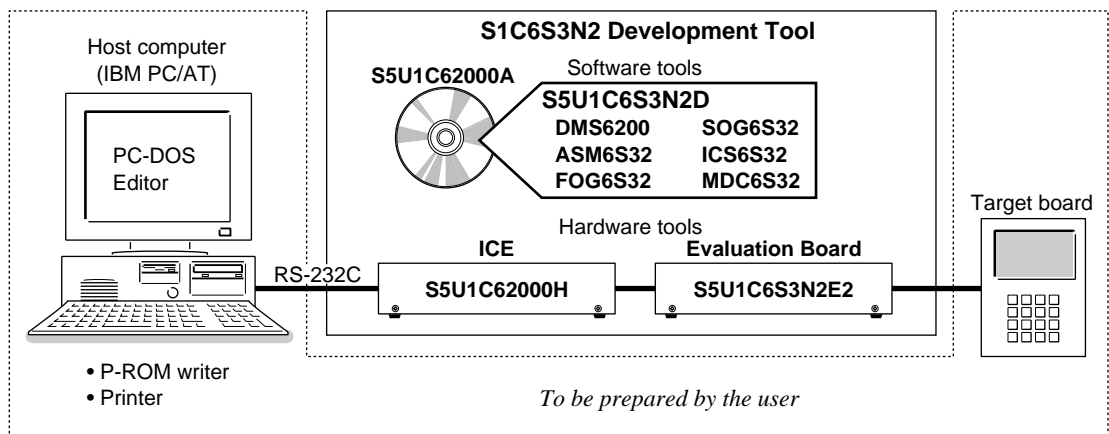 S1C6S3N2 Development Tool
Host computer
(IBM PC/AT)
PC-DOS
Editor
S5U1C62000A
Software tools
S5U1C6S3N2D
DMS6200 SOG6S32
ASM6S32 ICS6S32
FOG6S32 MDC6S32
Target board
Hardware tools
ICE
Evaluation Board
RS-232C
S5U1C62000H
S5U1C6S3N2E2
• P-ROM writer
• Printer
To be prepared by the user